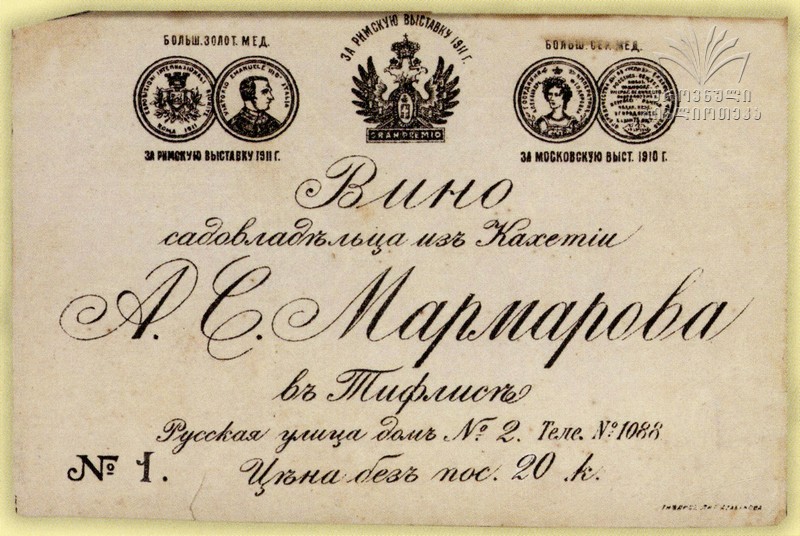 БОЛЬШ. ЗОЛОТ. МЕД.
ЗА РИМСКУЮ ВЫСТАВКУ 1911 Г.
БОЛЬШ. СЕР. МЕД.
ROMA 1911
GRAN PREMIO
ЗА РИМСКУЮ ВЫСТАВКУ 1911 Г.
ЗА МОСКОВСКУЮ ВЫСТ. 1910 Г.
Вино
садовладѣльца изъ Кахетіи
А. С. Мармарова
въ Тифлисѣ
Русская улица домъ № 2. Теле. № 1088
№ 1. Цѣна безъ пос. 20 к.